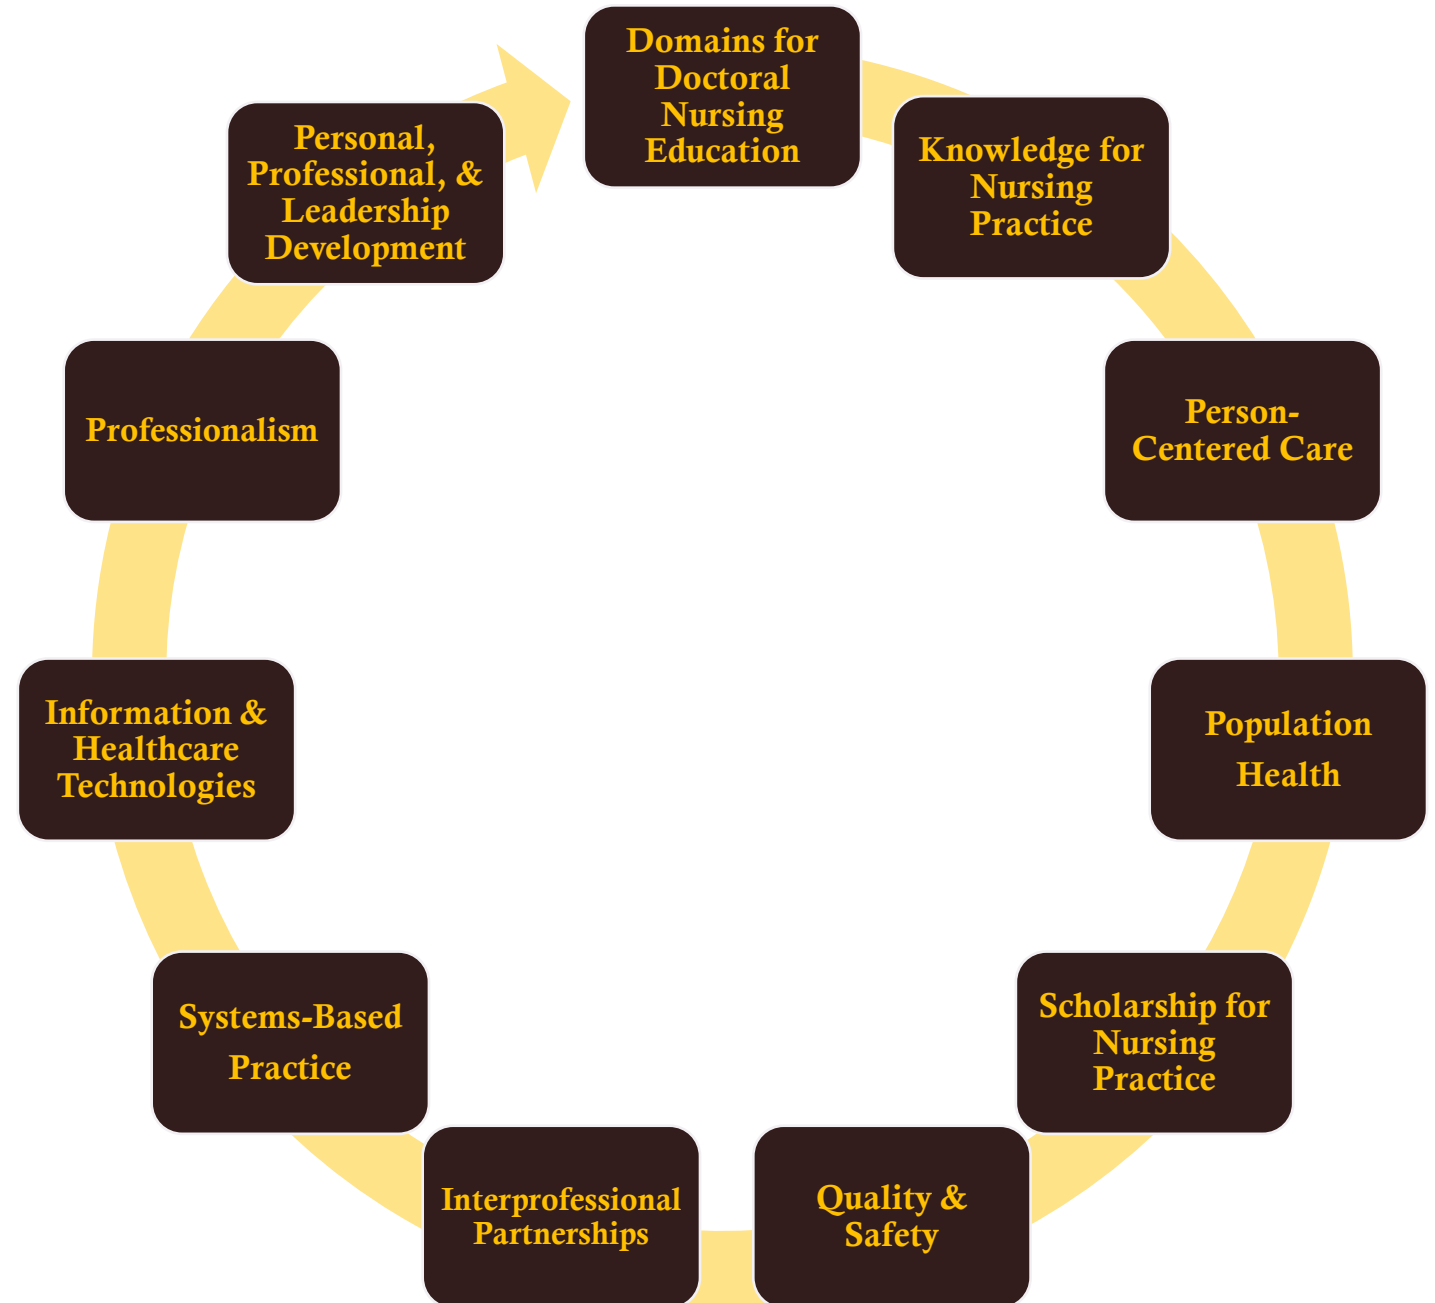 Domains for
Doctoral
Nursing
Education
Knowledge for
Nursing
Practice
Person-
Centered Care
Population
Health
Scholarship for
Nursing
Practice
Quality &
Safety
Interprofessional
Partnerships
Systems-Based
Practice
Information &
Healthcare
Technologies
Professionalism
Personal,
Professional, &
Leadership
Development